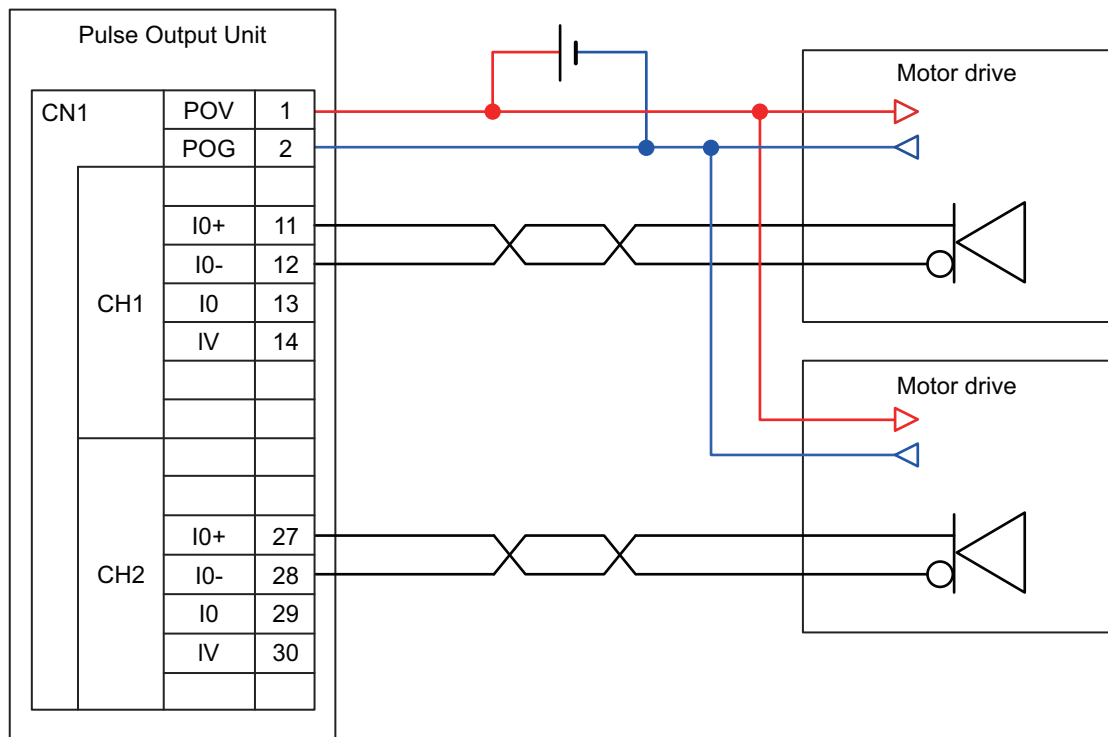 Pulse Output Unit
Motor drive
CN1
POV 1
POG 2
I0+ 11
I0- 12
CH1
I0 13
IV 14
Motor drive
I0+ 27
CH2
I0- 28
I0 29
IV 30